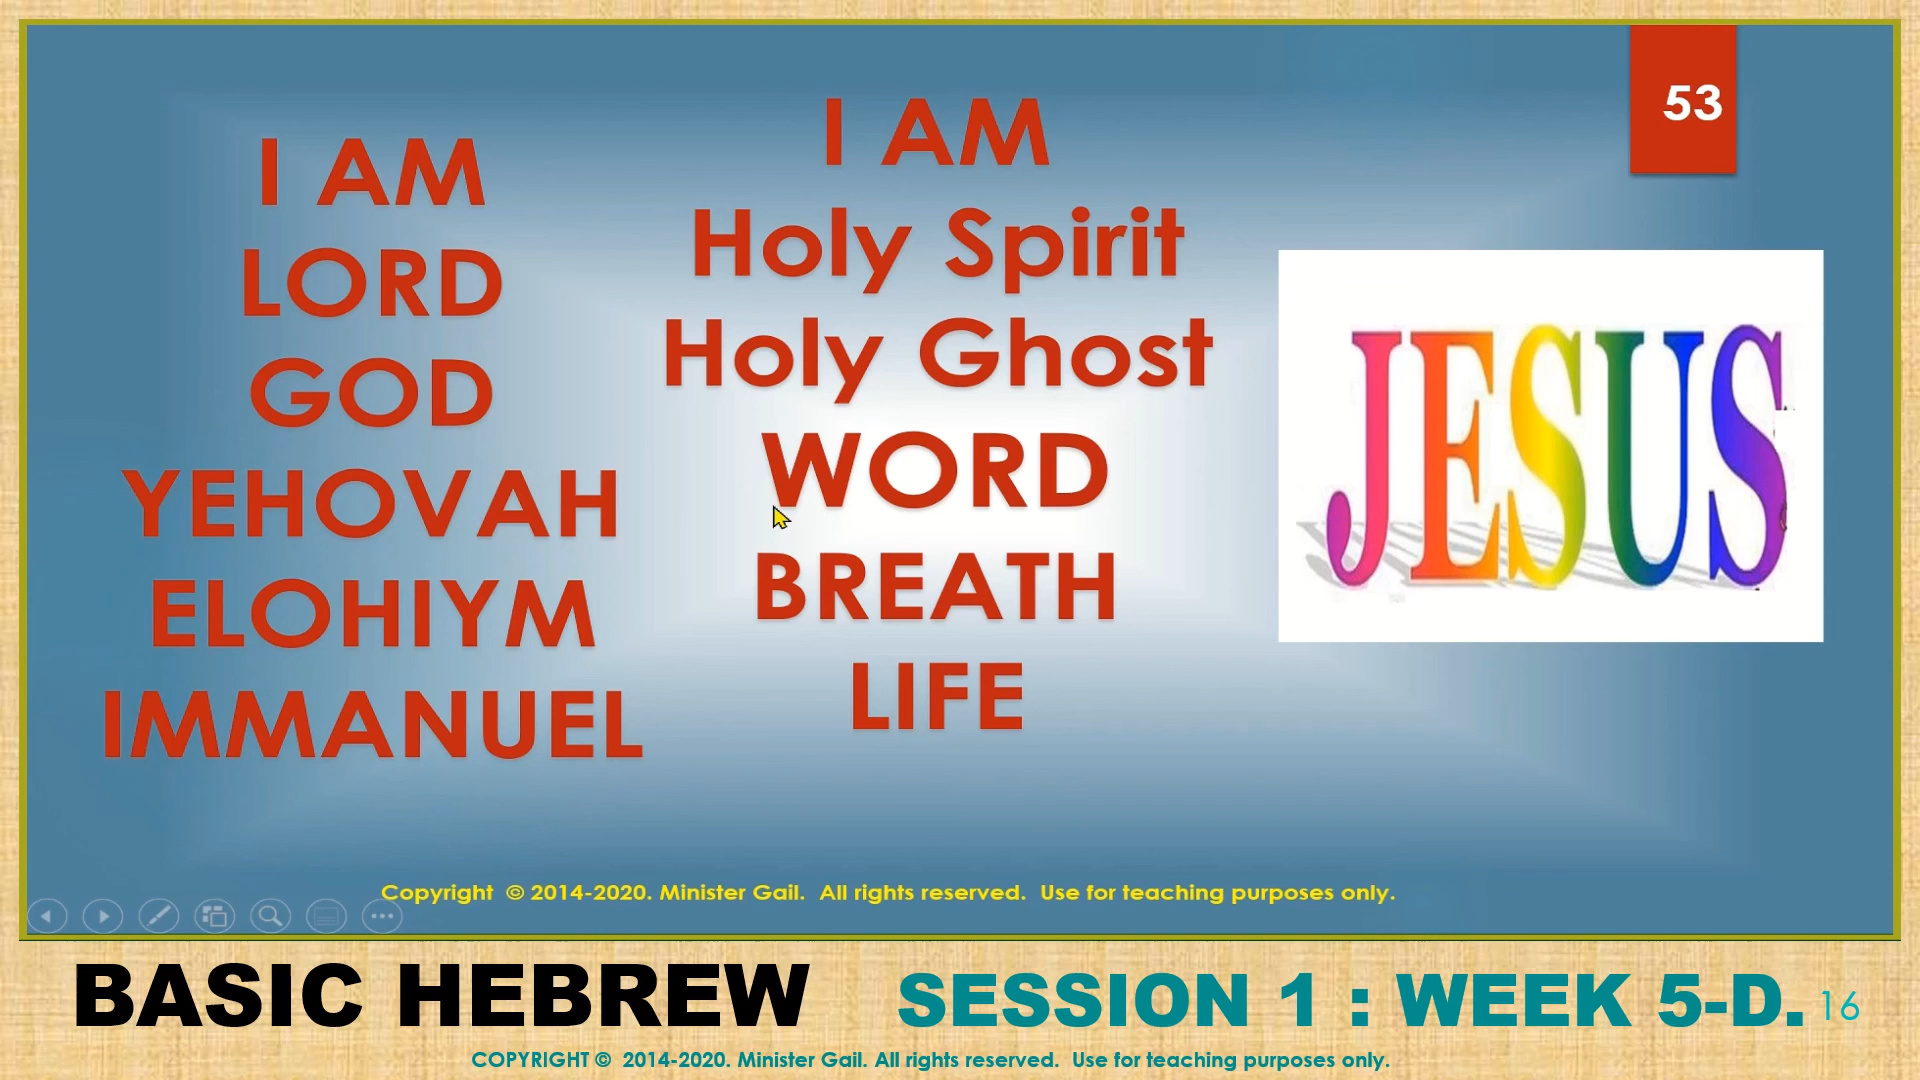 I AM
LORD
GOD
YEHOVAH
ELOHIYM
IMMANUEL
I AM
Holy Spirit
Holy Ghost
WORD
BREATH
LIFE
53
JESUS
Copyright © 2014-2020. Minister Gail. All rights reserved. Use for teaching purposes only.
BASIC HEBREW SESSION 1 : WEEK 5-D. 16
COPYRIGHT © 2014-2020. Minister Gail. All rights reserved. Use for teaching purposes only.